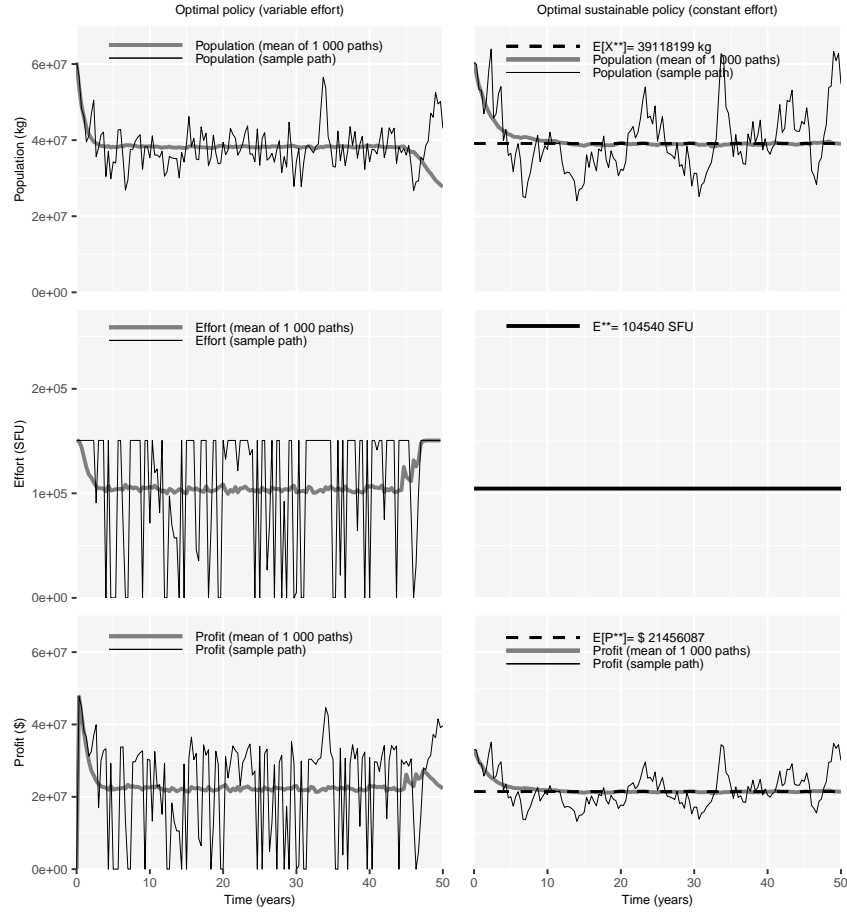 Optimal policy (variable effort)
Optimal sustainable policy (constant effort)
Population (kg)
6e+07
4e+07
2e+07
0e+00
Population (mean of 1 000 paths)
Population (sample path)
E[X**]= 39118199 kg
Population (mean of 1 000 paths)
Population (sample path)
Effort (SFU)
2e+05
1e+05
0e+00
Effort (mean of 1 000 paths)
Effort (sample path)
E**= 104540 SFU
Profit ($)
6e+07
4e+07
2e+07
0e+00
Profit (mean of 1 000 paths)
Profit (sample path)
E[P**]= $ 21456087
Profit (mean of 1 000 paths)
Profit (sample path)
0 10 20 30 40 50
Time (years)
0 10 20 30 40 50
Time (years)